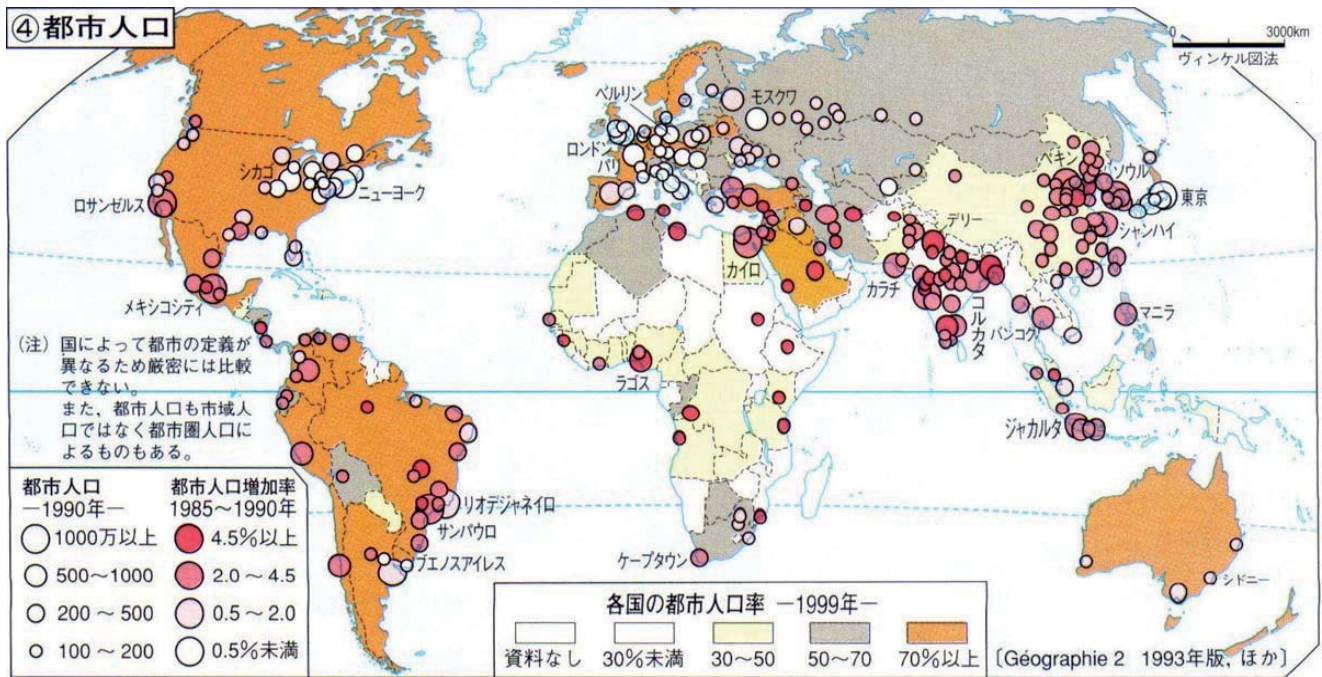 ④都市人口
0 3000km
ヴィンケル図法
ベルリン
モスクワ
ロンドン
パリ
シカゴ
ニューヨーク
ロサンゼルス
ペキン
ソウル
東京
シャンハイ
デリー
カイロ
カラチ
コルカタ
バンコク
マニラ
メキシコシティ
ラゴス
ジャカルタ
(注) 国によって都市の定義が
異なるため厳密には比較
できない。
また，都市人口も市域人
口ではなく都市圏人口に
よるものもある。
リオデジャネイロ
サンパウロ
ブエノスアイレス
ケープタウン
シドニー
都市人口
―1990年―
1000万以上
500～1000
200～500
100～200
都市人口増加率
1985～1990年
4.5％以上
2.0～4.5
0.5～2.0
0.5％未満
各国の都市人口率 ―1999年―
資料なし 30％未満 30～50 50～70 70％以上
〔Géographie 2 1993年版，ほか〕